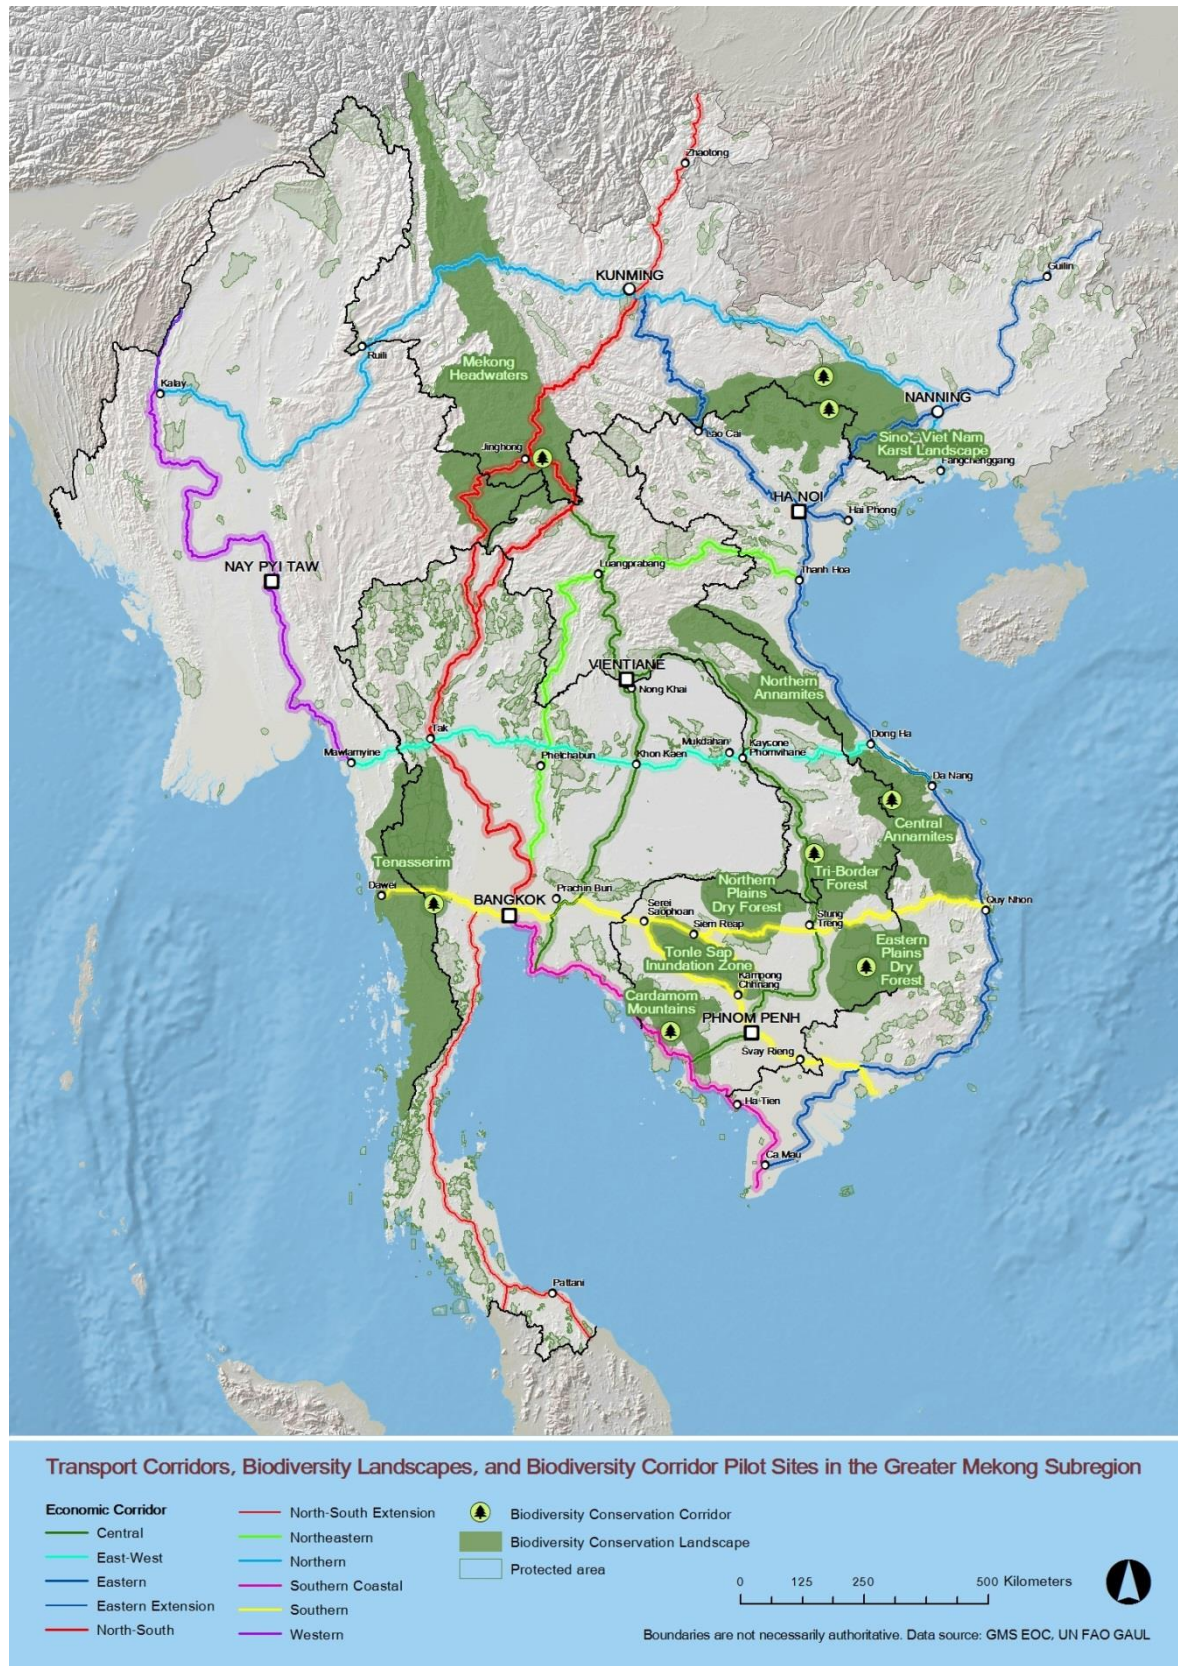 Zhaotong
KUNMING
Guilin
Ruili
Mekong
Headwaters
Kalay
NANNING
Lao Cai
Sino-Viet Nam
Karst Landscape
Jinghong
Fangchenggang
HA NOI
Hai Phong
NAY PYI TAW
Luangprabang
Thanh Hoa
VIENTIANE
Nong Khai
Northern
Annamites
Tak
Mawlamyine
Phetchabun
Khon Kaen
Mukdahan
Kaysone
Phomvihane
Dong Ha
Da Nang
Central
Annamites
Tenasserim
Tri-Border
Forest
Dawei
BANGKOK
Prachin Buri
Northern
Plains
Dry Forest
Serei
Saophoan
Siem Reap
Stung
Treng
Quy Nhon
Tonle Sap
Inundation Zone
Eastern
Plains
Dry
Forest
Kampong
Chhnang
Cardamom
Mountains
PHNOM PENH
Svay Rieng
Ha Tien
Ca Mau
Pattani
Transport Corridors, Biodiversity Landscapes, and Biodiversity Corridor Pilot Sites in the Greater Mekong Subregion
Economic Corridor
Central
East-West
Eastern
Eastern Extension
North-South
North-South Extension
Northeastern
Northern
Southern Coastal
Southern
Western
Biodiversity Conservation Corridor
Biodiversity Conservation Landscape
Protected area
0 125 250 500 Kilometers
Boundaries are not necessarily authoritative. Data source: GMS EOC, UN FAO GAUL